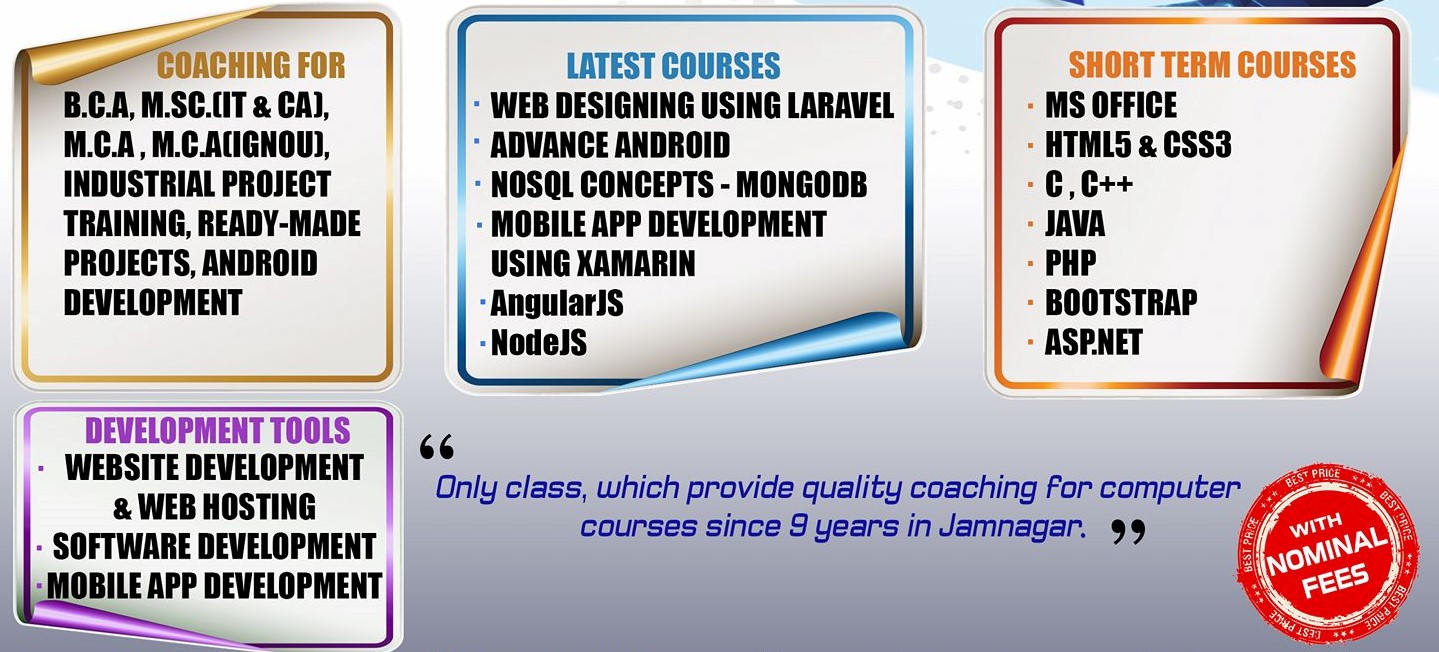 COACHING FOR
B.C.A, M.SC.(IT & CA),
M.C.A , M.C.A(IGNOU),
INDUSTRIAL PROJECT
TRAINING, READY-MADE
PROJECTS, ANDROID
DEVELOPMENT
LATEST COURSES
· WEB DESIGNING USING LARAVEL
· ADVANCE ANDROID
· NOSQL CONCEPTS - MONGODB
· MOBILE APP DEVELOPMENT
USING XAMARIN
· AngularJS
· NodeJS
SHORT TERM COURSES
· MS OFFICE
· HTML5 & CSS3
· C , C++
· JAVA
· PHP
· BOOTSTRAP
· ASP.NET
DEVELOPMENT TOOLS
· WEBSITE DEVELOPMENT
& WEB HOSTING
· SOFTWARE DEVELOPMENT
· MOBILE APP DEVELOPMENT
“ Only class, which provide quality coaching for computer
courses since 9 years in Jamnagar. ”
BEST PRICE
BEST PRICE
BEST PRICE
BEST PRICE
WITH
NOMINAL
FEES